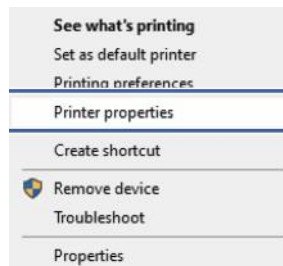 See what's printing
Set as default printer
Printing preferences
Printer properties
Create shortcut
Remove device
Troubleshoot
Properties